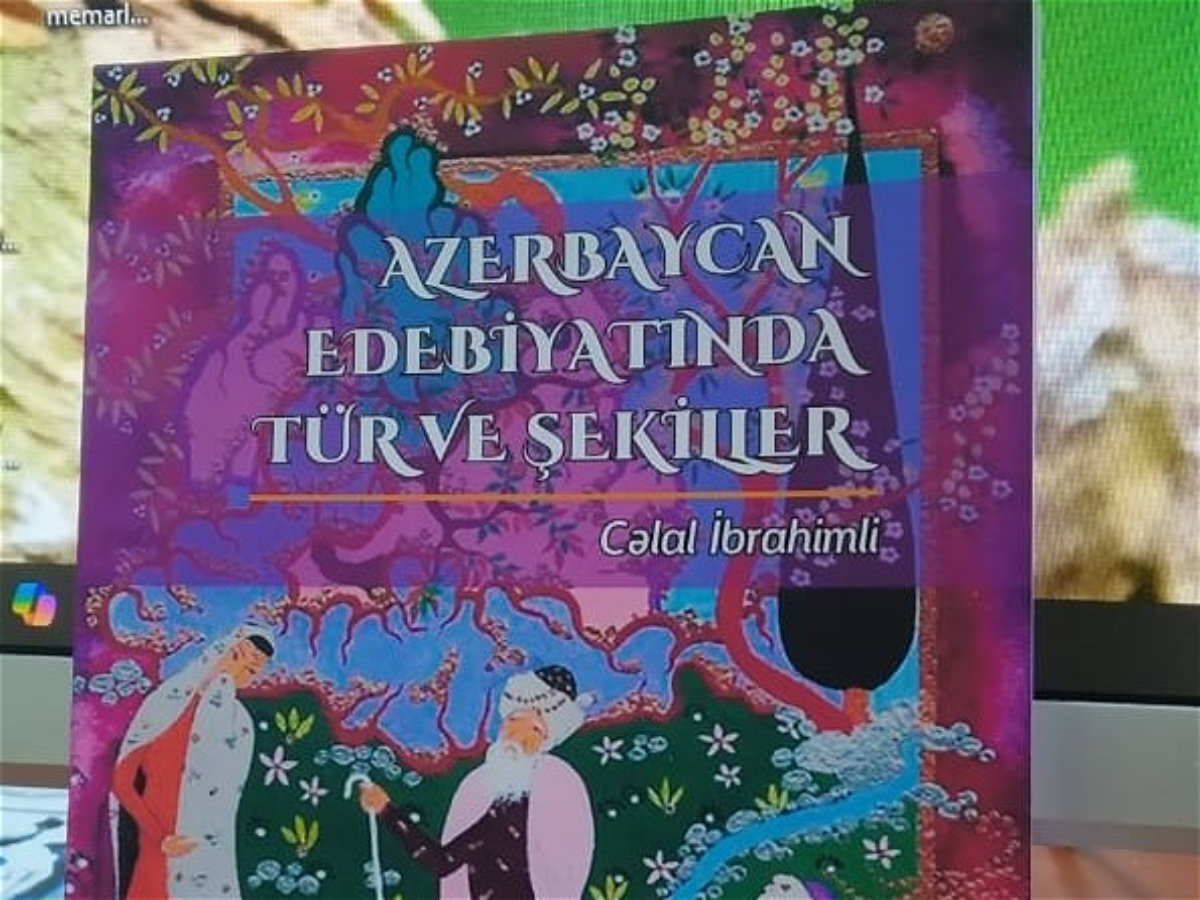 memarl...
AZERBAYCAN
EDEBİYATINDA
TÜR VE ŞEKİLLER
Cəlal İbrahimli